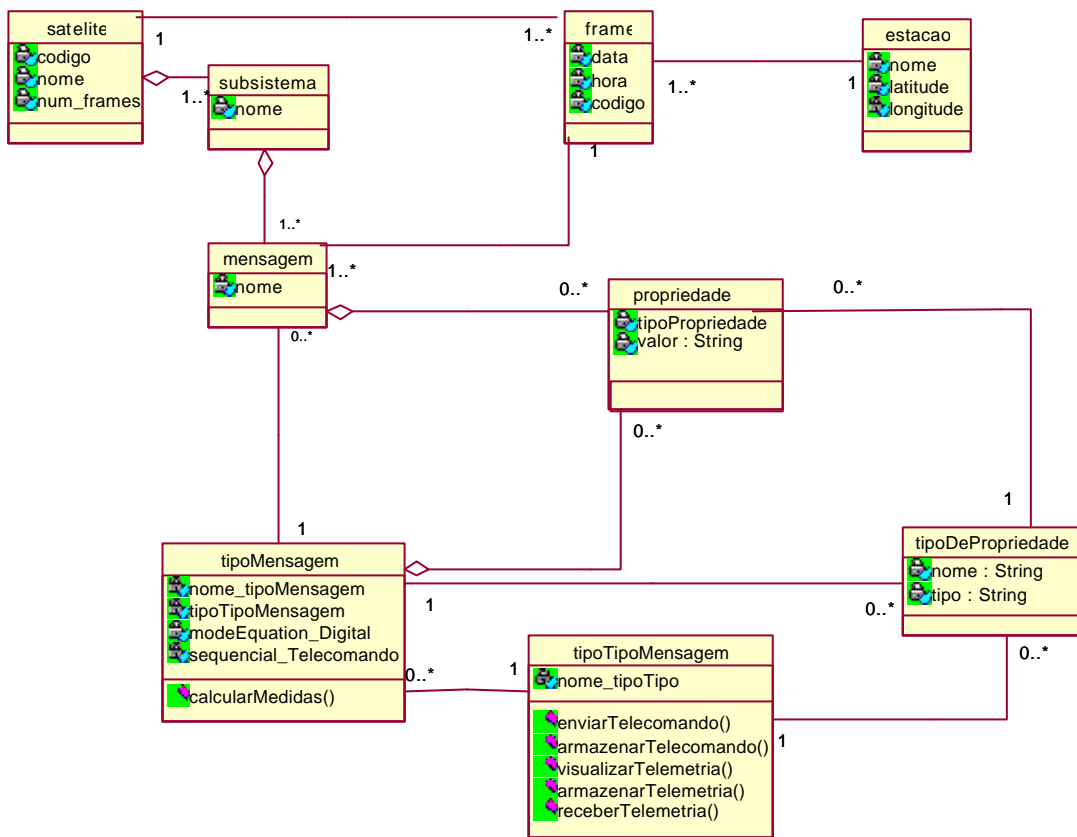 satelite
codigo
nome
num_frames
1
1..*
frame
data
hora
codigo
estacao
nome
latitude
longitude
1..*
1
1..*
subsistema
nome
1
1..*
mensagem
nome
1..*
0..*
0..*
propriedade
tipoPropriedade
valor : String
0..*
0..*
1
1
tipoMensagem
nome_tipoMensagem
tipoTipoMensagem
modeEquation_Digital
sequencial_Telecomando
calcularMedidas()
tipoDePropriedade
nome : String
tipo : String
1
0..*
0..*
1
tipoTipoMensagem
nome_tipoTipo
enviarTelecomando()
armazenarTelecomando()
visualizarTelemetria()
armazenarTelemetria()
receberTelemetria()
0..*
1